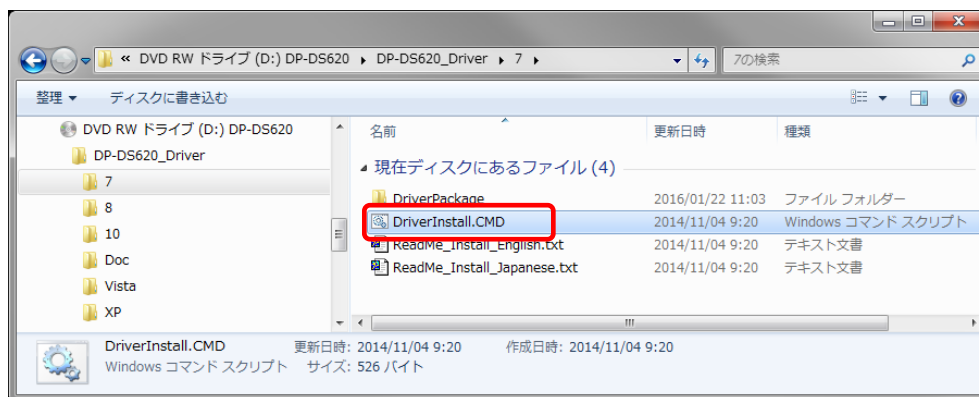 « DVD RW ドライブ (D:) DP-DS620 ▸ DP-DS620_Driver ▸ 7 ▸ 7の検索
整理 ▼ ディスクに書き込む
DVD RW ドライブ (D:) DP-DS620
DP-DS620_Driver
7
8
10
Doc
Vista
XP
名前 更新日時 種類
現在ディスクにあるファイル (4)
DriverPackage 2016/01/22 11:03 ファイル フォルダー
DriverInstall.CMD 2014/11/04 9:20 Windows コマンド スクリプト
ReadMe_Install_English.txt 2014/11/04 9:20 テキスト文書
ReadMe_Install_Japanese.txt 2014/11/04 9:20 テキスト文書
DriverInstall.CMD 更新日時: 2014/11/04 9:20 作成日時: 2014/11/04 9:20
Windows コマンド スクリプト サイズ: 526 バイト